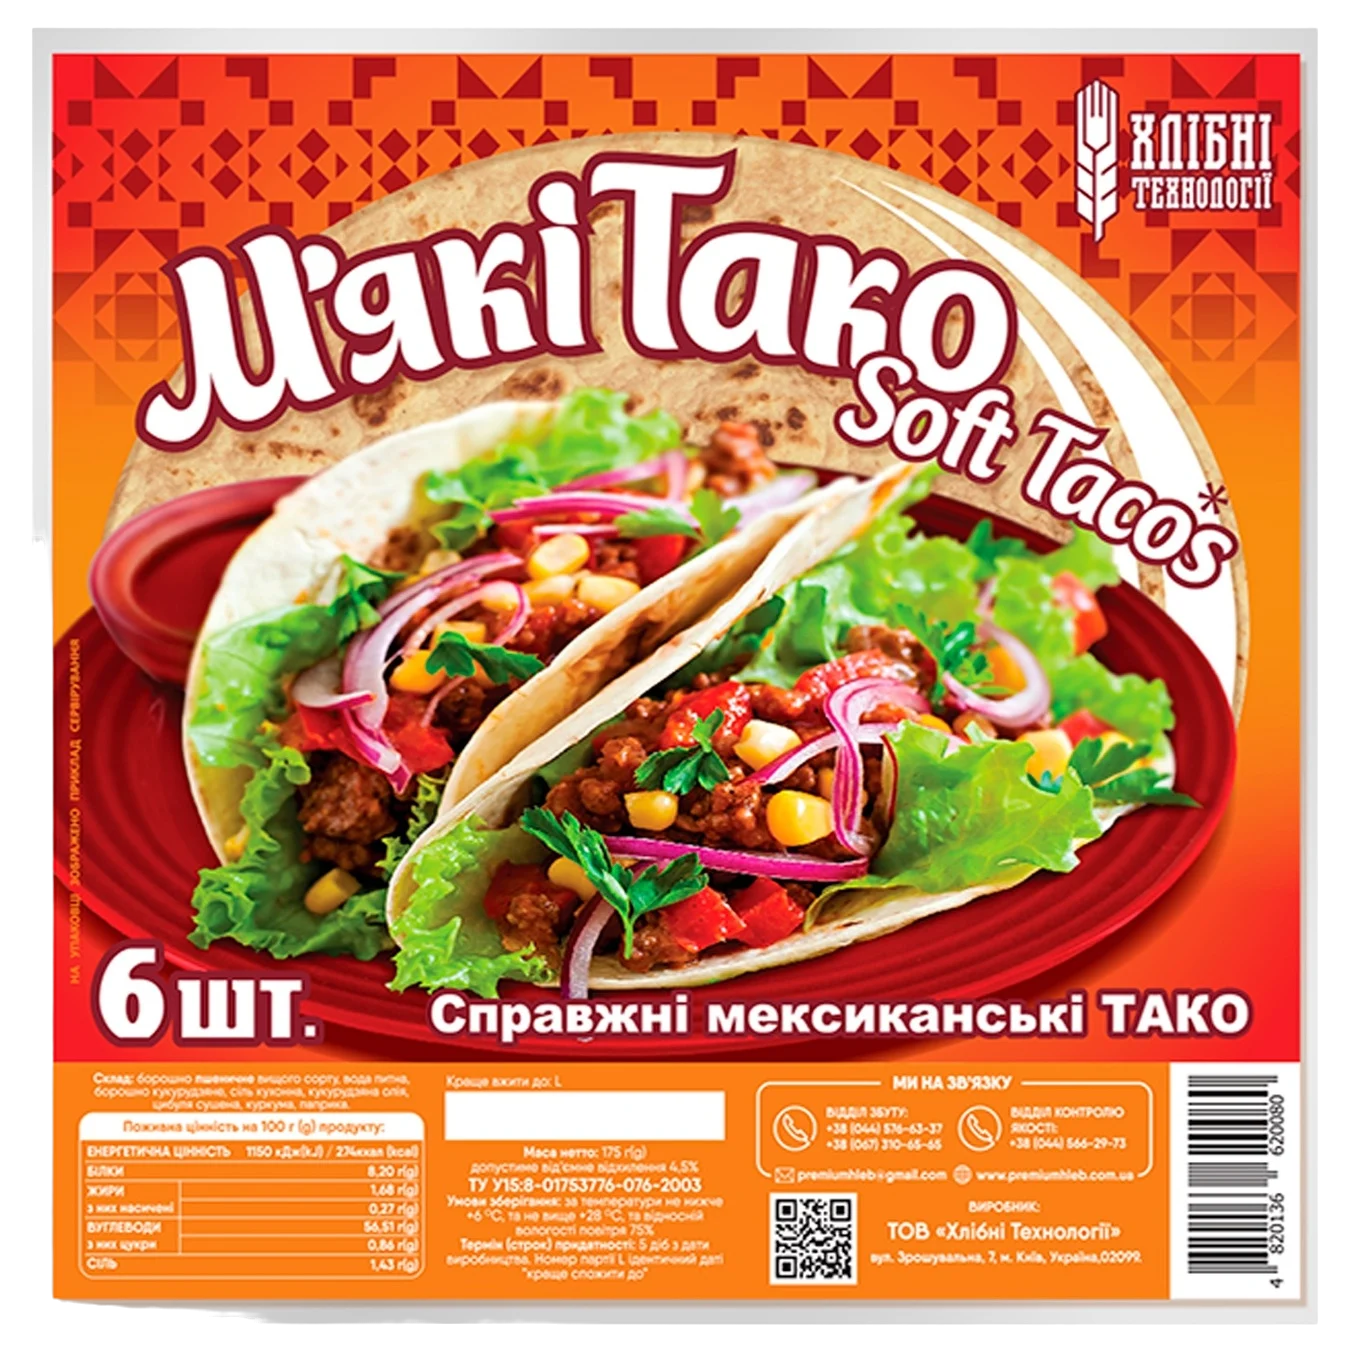 ХЛІБНІ
ТЕХНОЛОГІЇ
М'які Тако
Soft Tacos*
НА УПАКОВЦІ ЗОБРАЖЕНО ПРИКЛАД СЕРВІРУВАННЯ
6 шт.
Справжні мексиканські ТАКО
Склад: борошно пшеничне вищого сорту, вода питна,
борошно кукурудзяне, сіль кухонна, кукурудзяна олія,
цибуля сушена, куркума, паприка.
Поживна цінність на 100 г (g) продукту:
ЕНЕРГЕТИЧНА ЦІННІСТЬ 1150 кДж(kJ) / 274ккал (kcal)
БІЛКИ 8,20 г(g)
ЖИРИ 1,68 г(g)
з них насичені 0,27 г(g)
ВУГЛЕВОДИ 56,51 г(g)
з них цукри 0,86 г(g)
СІЛЬ 1,43 г(g)
Краще вжити до: L
Маса нетто: 175 г(g)
допустиме від'ємне відхилення 4,5%
ТУ У15:8-01753776-076-2003
Умови зберігання: за температури не нижче
+6 °С, та не вище +28 °С, та відносній
вологості повітря 75%
Термін (строк) придатності: 5 діб з дати
виробництва. Номер партії L ідентичний даті
"краще спожити до"
МИ НА ЗВ'ЯЗКУ
ВІДДІЛ ЗБУТУ:
+38 (044) 576-63-37
+38 (067) 310-65-65
ВІДДІЛ КОНТРОЛЮ
ЯКОСТІ:
+38 (044) 566-29-73
premiumhleb@gmail.com www.premiumhleb.com.ua
ВИРОБНИК:
ТОВ «Хлібні Технології»
вул. Зрошувальна, 7, м. Київ, Україна,02099.
4 820136 620080